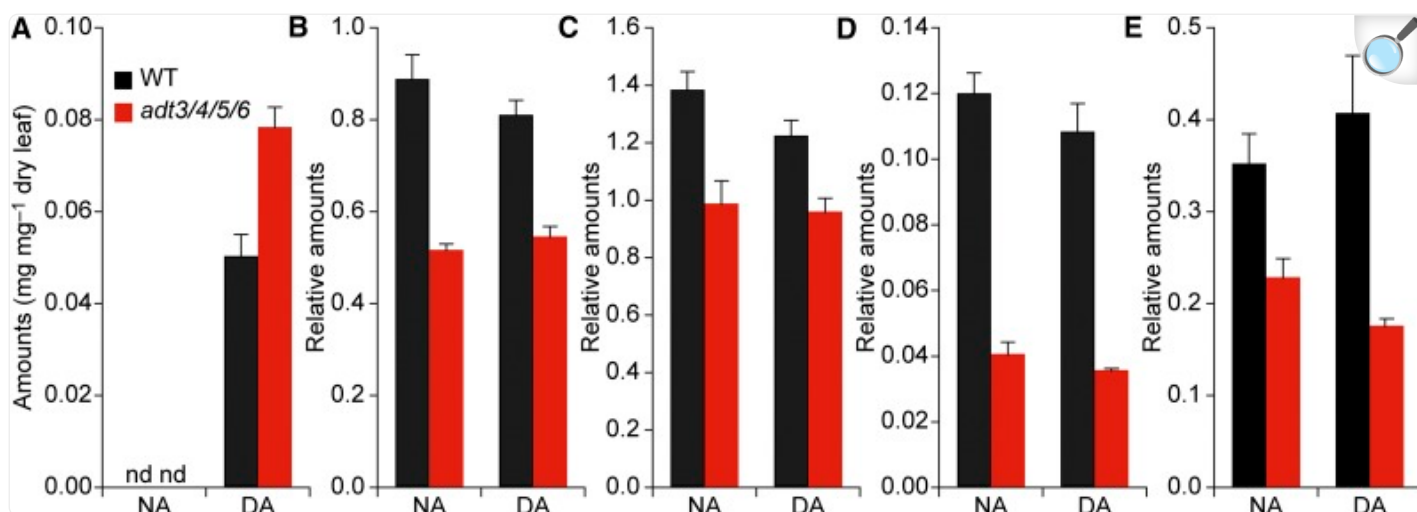 A
Amounts (mg mg⁻¹ dry leaf)
0.10
0.08
0.06
0.04
0.02
0.00
WT
adt3/4/5/6
nd nd
NA DA
B
Relative amounts
1.0
0.8
0.6
0.4
0.2
0.0
NA DA
C
Relative amounts
1.6
1.4
1.2
1.0
0.8
0.6
0.4
0.2
0.0
NA DA
D
Relative amounts
0.14
0.12
0.10
0.08
0.06
0.04
0.02
0.00
NA DA
E
Relative amounts
0.5
0.4
0.3
0.2
0.1
0.0
NA DA